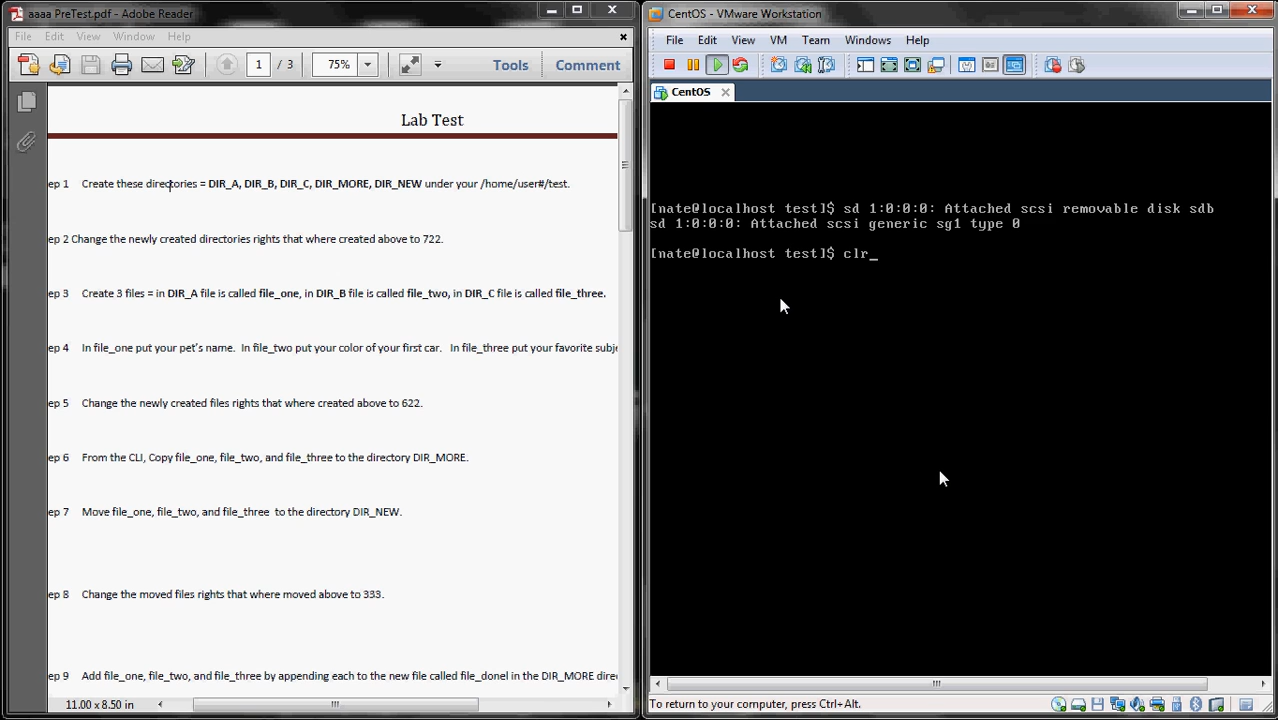 aaaa PreTest.pdf - Adobe Reader
File Edit View Window Help
1 / 3 75% Tools Comment
Lab Test
ep 1 Create these directories = DIR_A, DIR_B, DIR_C, DIR_MORE, DIR_NEW under your /home/user#/test.
ep 2 Change the newly created directories rights that where created above to 722.
ep 3 Create 3 files = in DIR_A file is called file_one, in DIR_B file is called file_two, in DIR_C file is called file_three.
ep 4 In file_one put your pet's name. In file_two put your color of your first car. In file_three put your favorite subje
ep 5 Change the newly created files rights that where created above to 622.
ep 6 From the CLI, Copy file_one, file_two, and file_three to the directory DIR_MORE.
ep 7 Move file_one, file_two, and file_three to the directory DIR_NEW.
ep 8 Change the moved files rights that where moved above to 333.
ep 9 Add file_one, file_two, and file_three by appending each to the new file called file_donel in the DIR_MORE dire
11.00 x 8.50 in
CentOS - VMware Workstation
File Edit View VM Team Windows Help
CentOS
[nate@localhost test]$ sd 1:0:0:0: Attached scsi removable disk sdb
sd 1:0:0:0: Attached scsi generic sg1 type 0
[nate@localhost test]$ clr_
To return to your computer, press Ctrl+Alt.